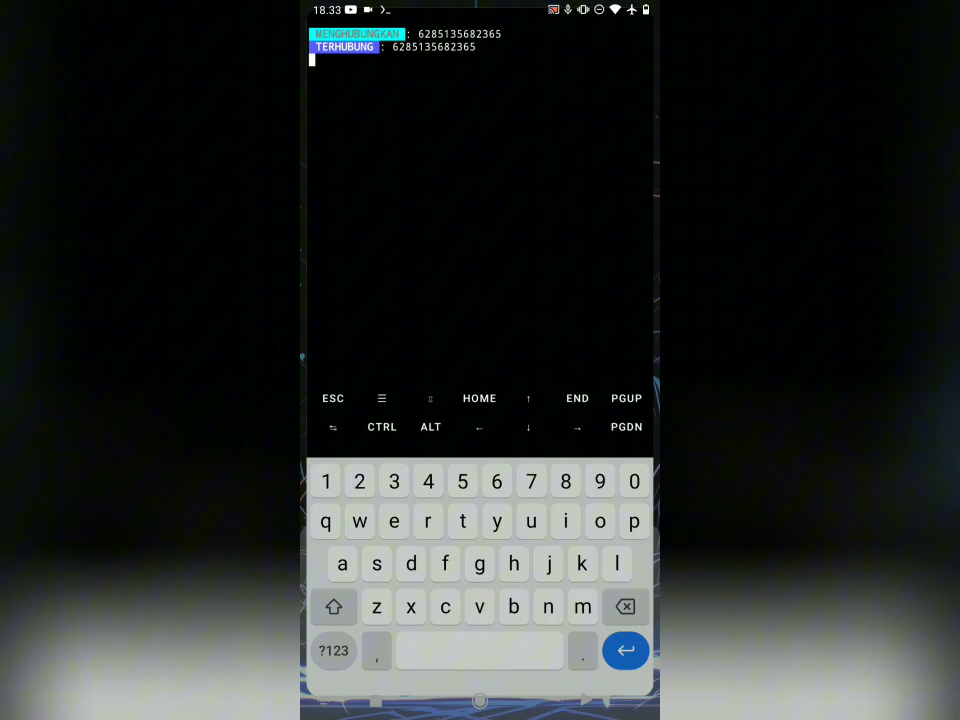 18.33
MENGHUBUNGKAN : 6285135682365
TERHUBUNG : 6285135682365
ESC HOME ↑ END PGUP
CTRL ALT ← ↓ → PGDN
1 2 3 4 5 6 7 8 9 0
q w e r t y u i o p
a s d f g h j k l
z x c v b n m
?123 , .